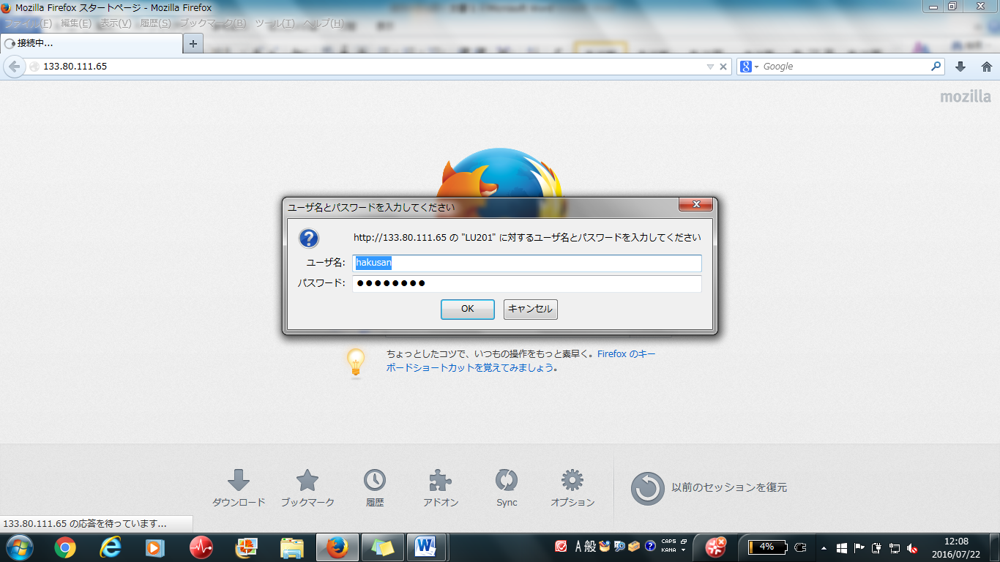 Mozilla Firefox スタートページ - Mozilla Firefox
ファイル(F) 編集(E) 表示(V) 履歴(S) ブックマーク(B) ツール(T) ヘルプ(H)
接続中...
133.80.111.65
Google
mozilla
ユーザ名とパスワードを入力してください
http://133.80.111.65 の "LU201" に対するユーザ名とパスワードを入力してください
ユーザ名: hakusan
パスワード: ●●●●●●●●
OK キャンセル
ちょっとしたコツで、いつもの操作をもっと素早く。Firefox のキー
ボードショートカットを覚えてみましょう。
ダウンロード ブックマーク 履歴 アドオン Sync オプション 以前のセッションを復元
133.80.111.65 の応答を待っています...
A 般 CAPS KANA 4% 12:08
2016/07/22